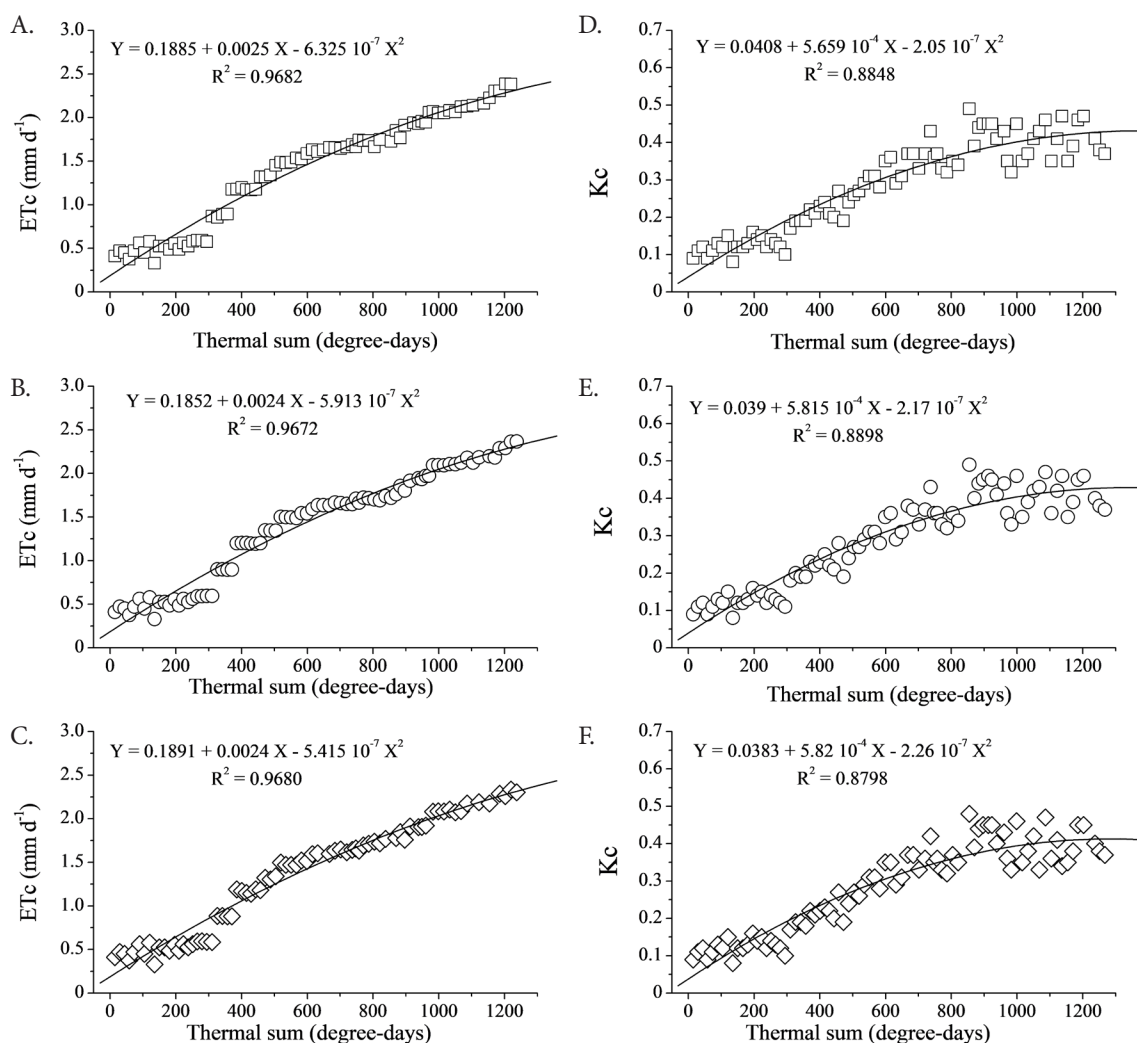 A.
Y = 0.1885 + 0.0025 X - 6.325 10⁻⁷ X²
R² = 0.9682
ETc (mm d⁻¹)
3.0
2.5
2.0
1.5
1.0
0.5
0
0 200 400 600 800 1000 1200
Thermal sum (degree-days)
D.
Y = 0.0408 + 5.659 10⁻⁴ X - 2.05 10⁻⁷ X²
R² = 0.8848
Kc
0.7
0.6
0.5
0.4
0.3
0.2
0.1
0
0 200 400 600 800 1000 1200
Thermal sum (degree-days)
B.
Y = 0.1852 + 0.0024 X - 5.913 10⁻⁷ X²
R² = 0.9672
ETc (mm d⁻¹)
3.0
2.5
2.0
1.5
1.0
0.5
0
0 200 400 600 800 1000 1200
Thermal sum (degree-days)
E.
Y = 0.039 + 5.815 10⁻⁴ X - 2.17 10⁻⁷ X²
R² = 0.8898
Kc
0.7
0.6
0.5
0.4
0.3
0.2
0.1
0
0 200 400 600 800 1000 1200
Thermal sum (degree-days)
C.
Y = 0.1891 + 0.0024 X - 5.415 10⁻⁷ X²
R² = 0.9680
ETc (mm d⁻¹)
3.0
2.5
2.0
1.5
1.0
0.5
0
0 200 400 600 800 1000 1200
Thermal sum (degree-days)
F.
Y = 0.0383 + 5.82 10⁻⁴ X - 2.26 10⁻⁷ X²
R² = 0.8798
Kc
0.7
0.6
0.5
0.4
0.3
0.2
0.1
0
0 200 400 600 800 1000 1200
Thermal sum (degree-days)